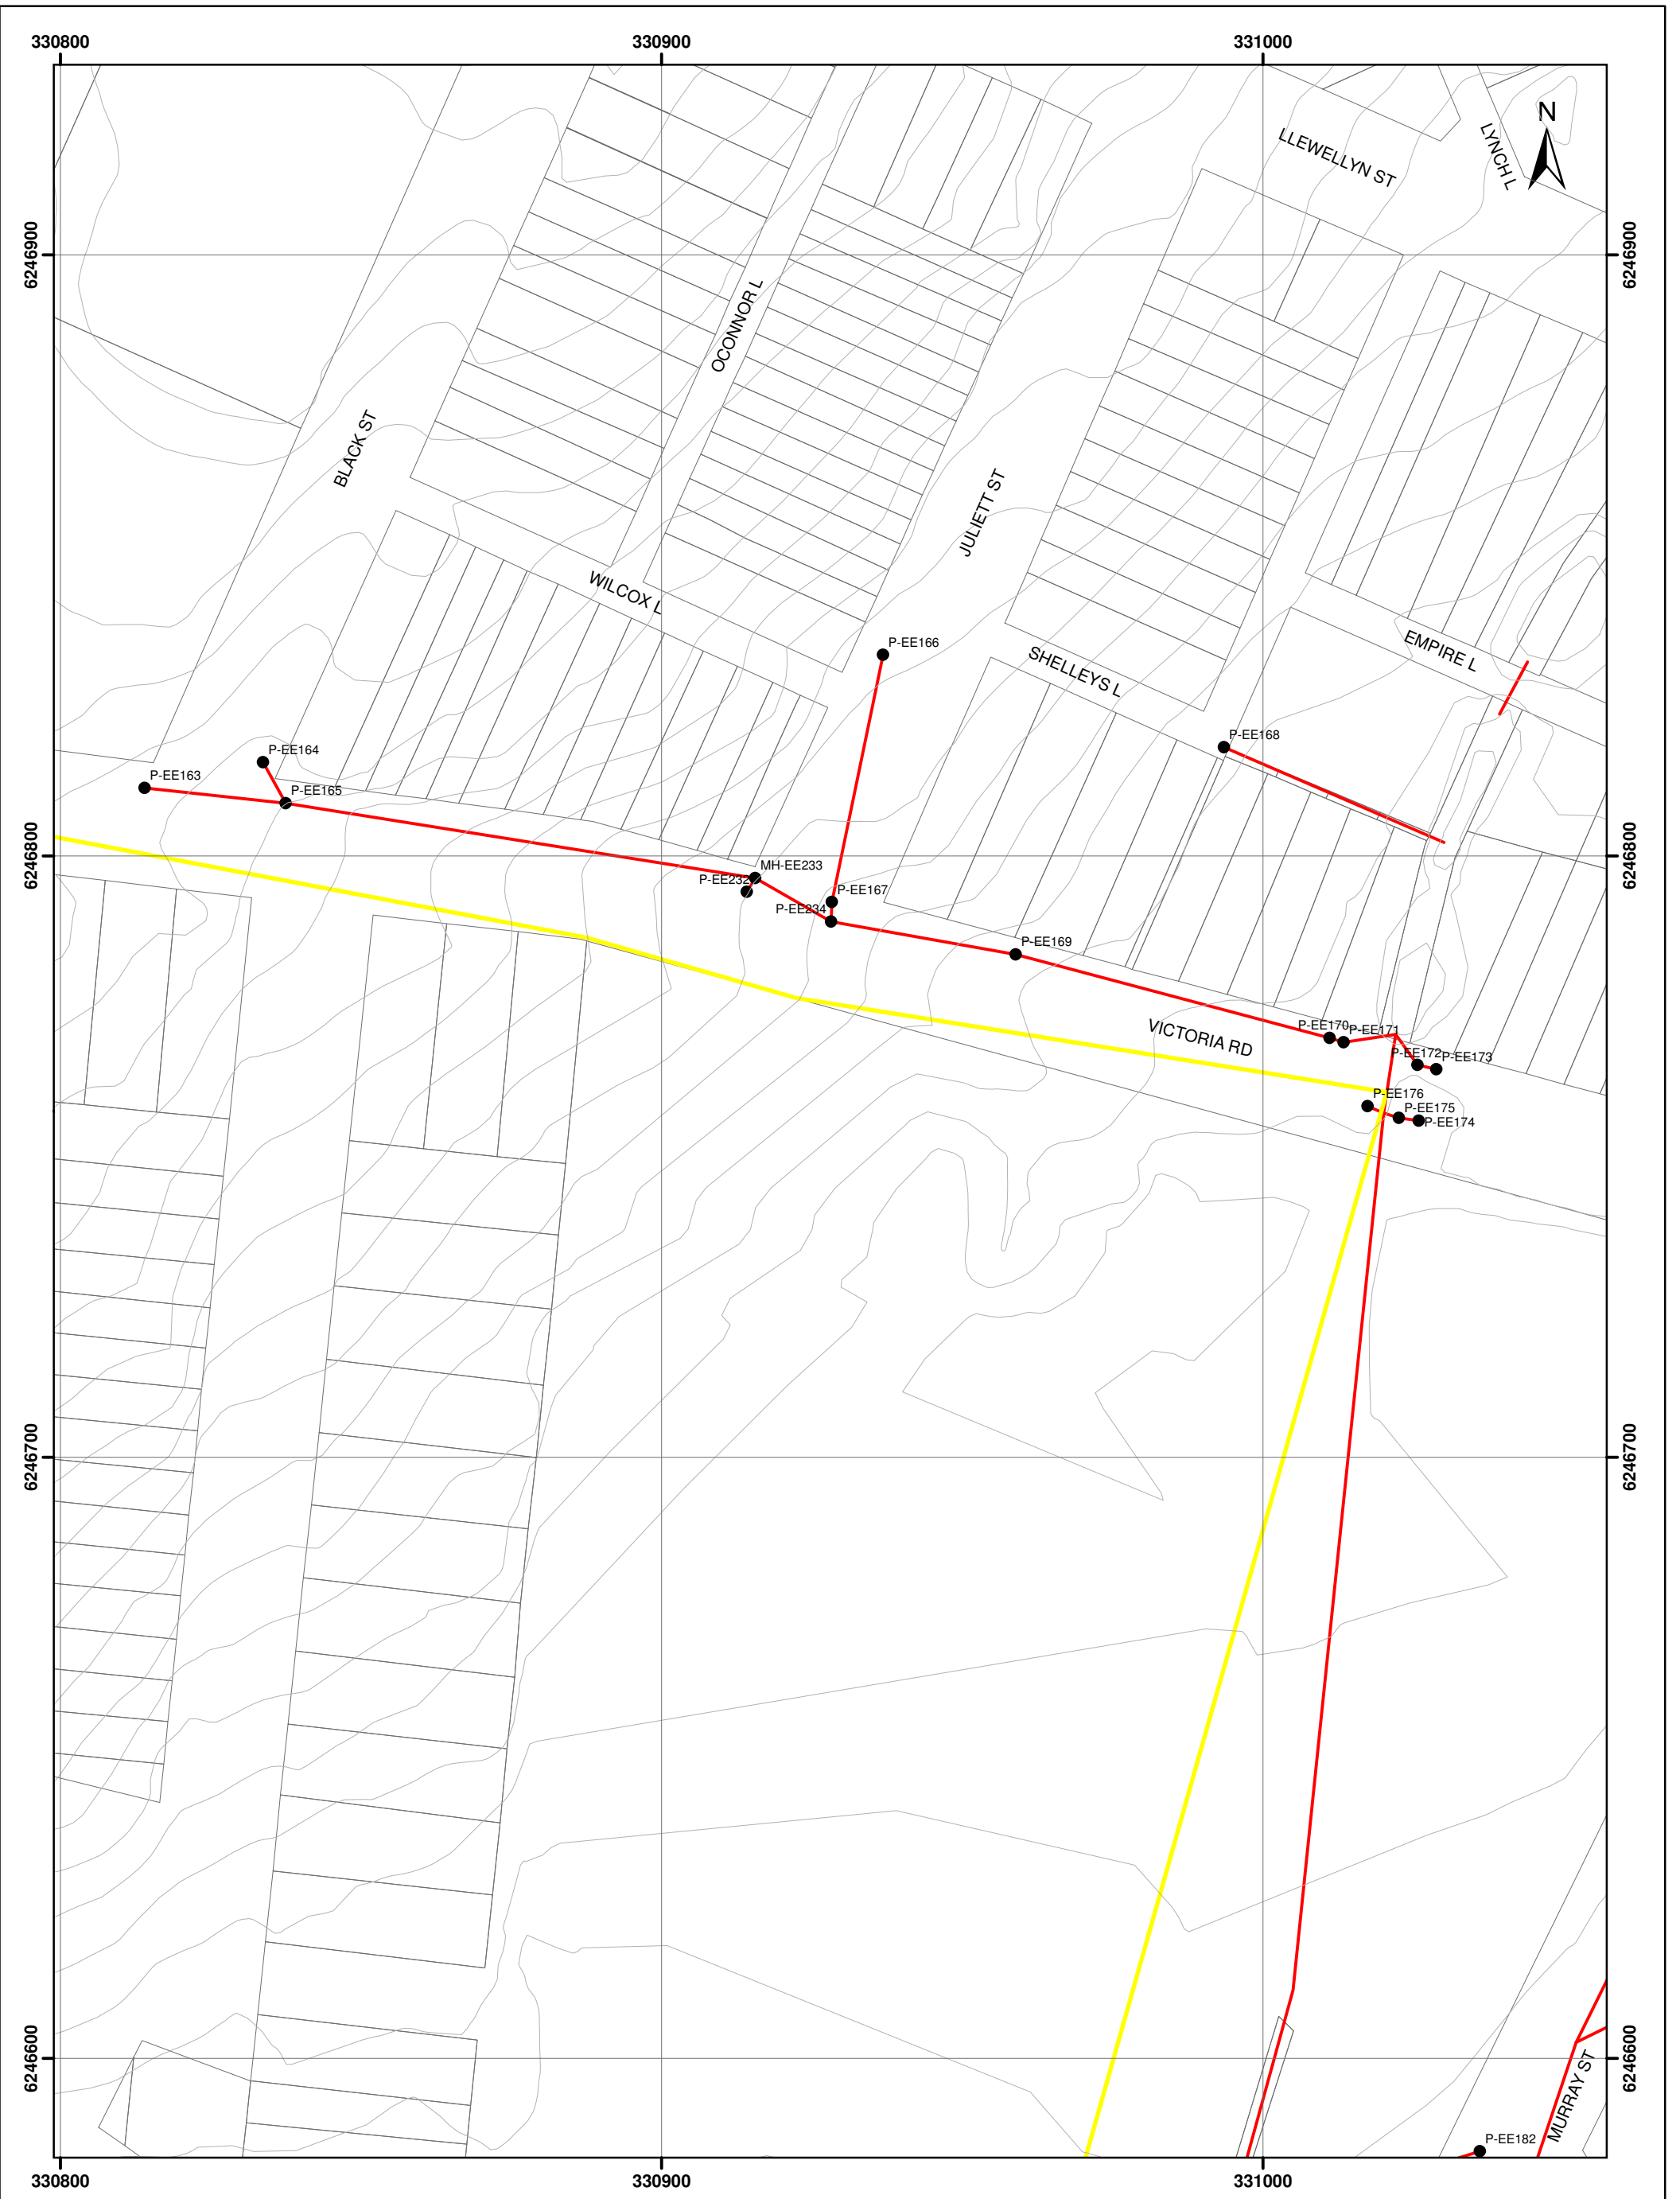 330800
330900
331000
N
LLEWELLYN ST
LYNCH L
6246900
6246900
OCONNOR L
BLACK ST
JULIETT ST
WILCOX L
EMPIRE L
P-EE166
SHELLEYS L
P-EE168
P-EE164
P-EE163
P-EE165
6246800
6246800
MH-EE233
P-EE232
P-EE167
P-EE234
P-EE169
VICTORIA RD
P-EE170
P-EE171
P-EE172
P-EE173
P-EE176
P-EE175
P-EE174
6246700
6246700
6246600
6246600
MURRAY ST
P-EE182
330800
330900
331000